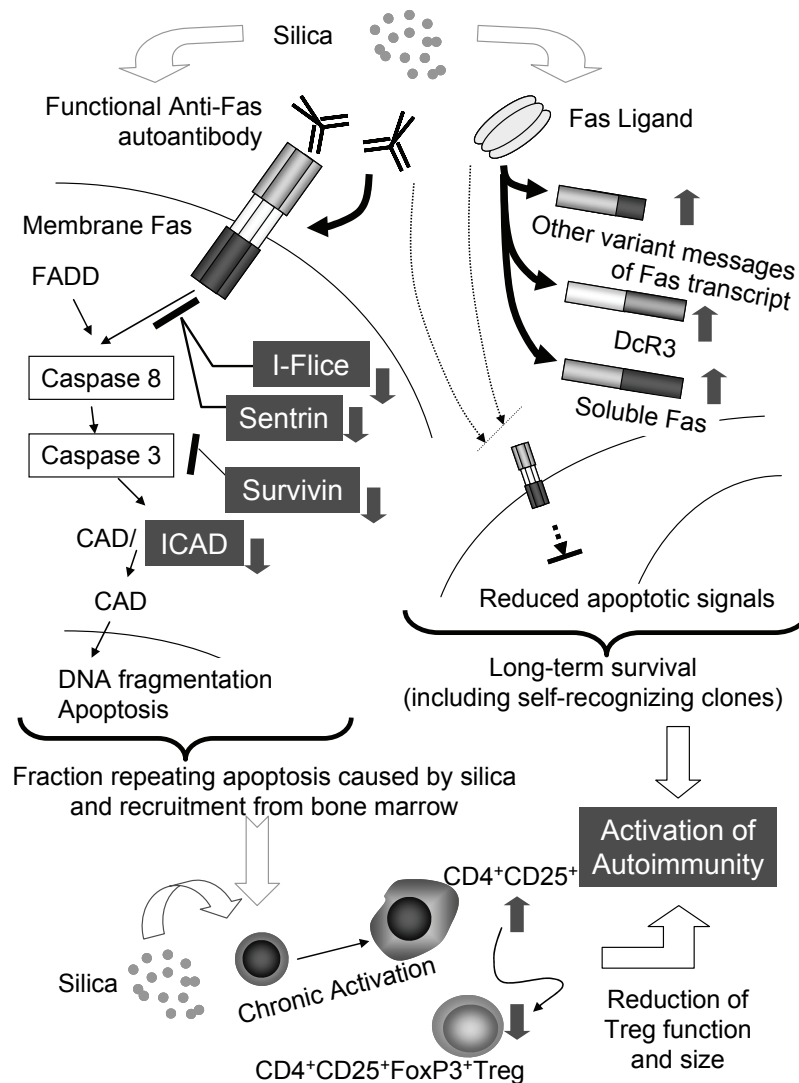 Silica
Functional Anti-Fas
autoantibody
Fas Ligand
Membrane Fas
Other variant messages
of Fas transcript
FADD
DcR3
Caspase 8
I-Flice
Soluble Fas
Sentrin
Caspase 3
Survivin
CAD/
ICAD
CAD
Reduced apoptotic signals
DNA fragmentation
Apoptosis
Long-term survival
(including self-recognizing clones)
Fraction repeating apoptosis caused by silica
and recruitment from bone marrow
Activation of
Autoimmunity
CD4⁺CD25⁺
Silica
Chronic Activation
Reduction of
Treg function
and size
CD4⁺CD25⁺FoxP3⁺Treg